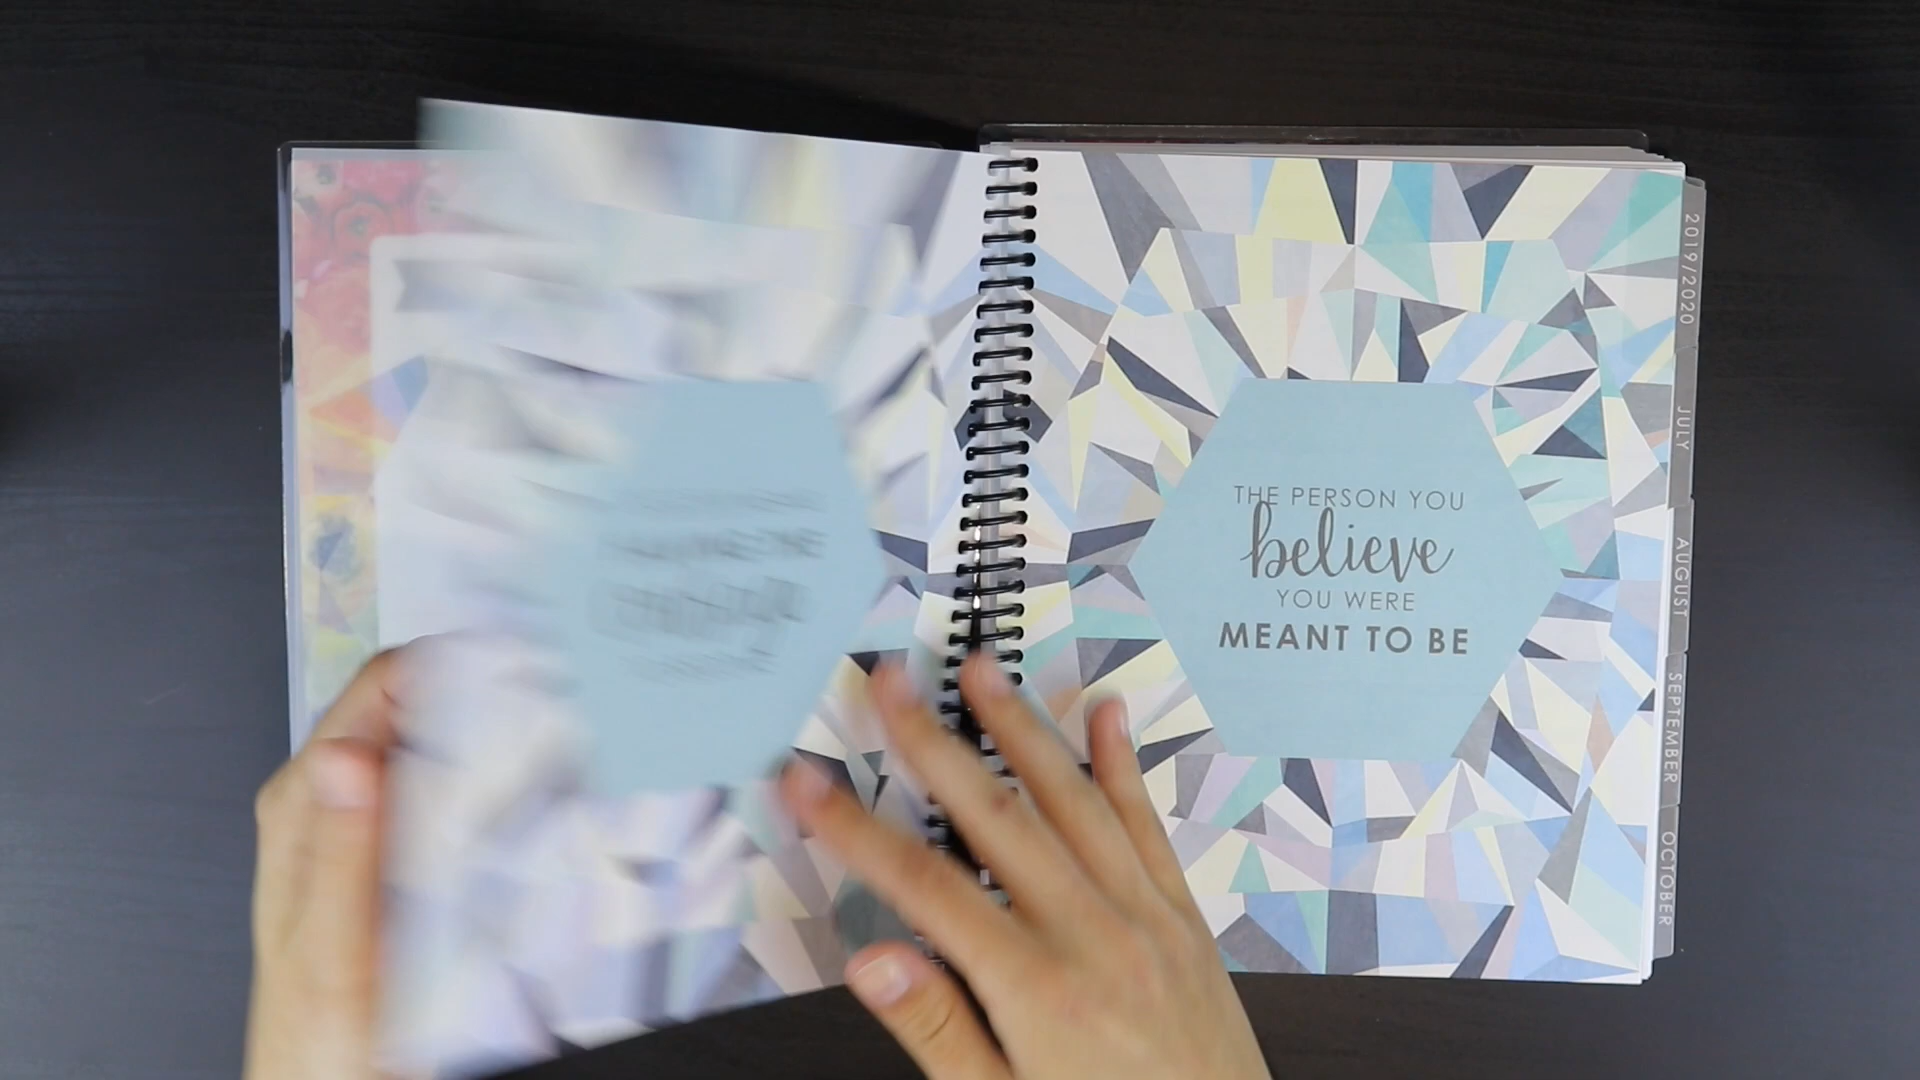 THE PERSON YOU
believe
YOU WERE
MEANT TO BE
2019/2020
JULY
AUGUST
SEPTEMBER
OCTOBER